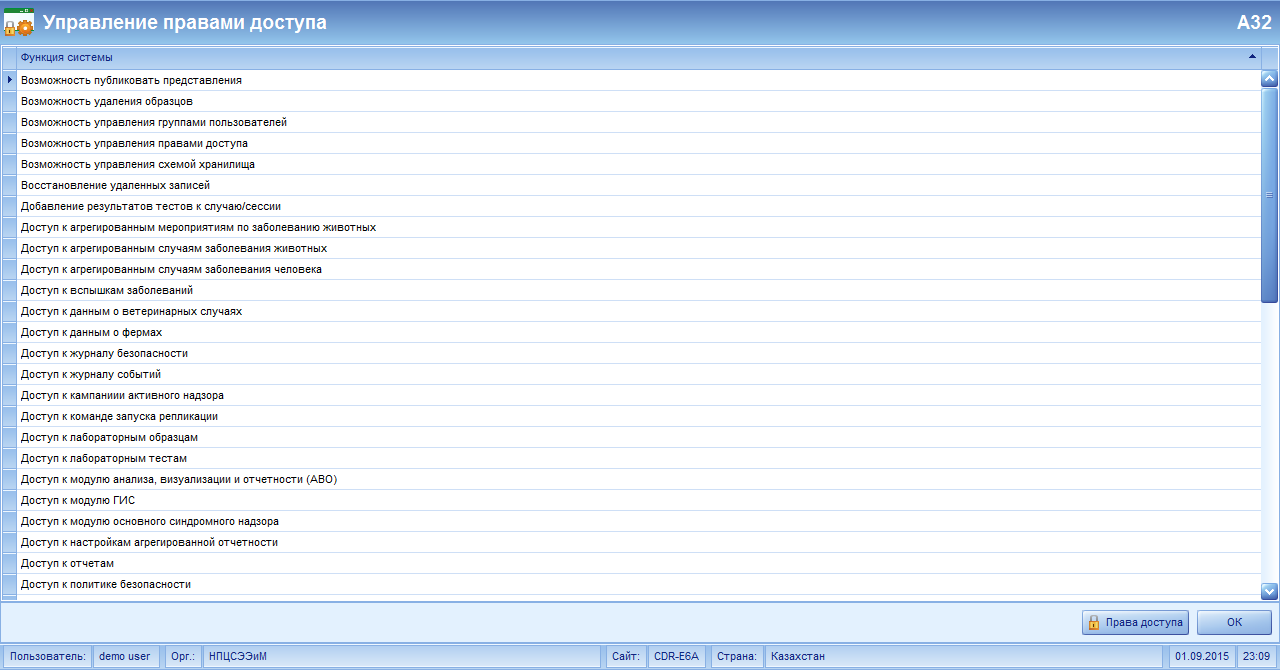 Управление правами доступа A32
Функция системы
Возможность публиковать представления
Возможность удаления образцов
Возможность управления группами пользователей
Возможность управления правами доступа
Возможность управления схемой хранилища
Восстановление удаленных записей
Добавление результатов тестов к случаю/сессии
Доступ к агрегированным мероприятиям по заболеванию животных
Доступ к агрегированным случаям заболевания животных
Доступ к агрегированным случаям заболевания человека
Доступ к вспышкам заболеваний
Доступ к данным о ветеринарных случаях
Доступ к данным о фермах
Доступ к журналу безопасности
Доступ к журналу событий
Доступ к кампаниии активного надзора
Доступ к команде запуска репликации
Доступ к лабораторным образцам
Доступ к лабораторным тестам
Доступ к модулю анализа, визуализации и отчетности (АВО)
Доступ к модулю ГИС
Доступ к модулю основного синдромного надзора
Доступ к настройкам агрегированной отчетности
Доступ к отчетам
Доступ к политике безопасности
Права доступа OK
Пользователь: demo user Орг.: НПЦСЭЭиМ Сайт: CDR-E6A Страна: Казахстан 01.09.2015 23:09